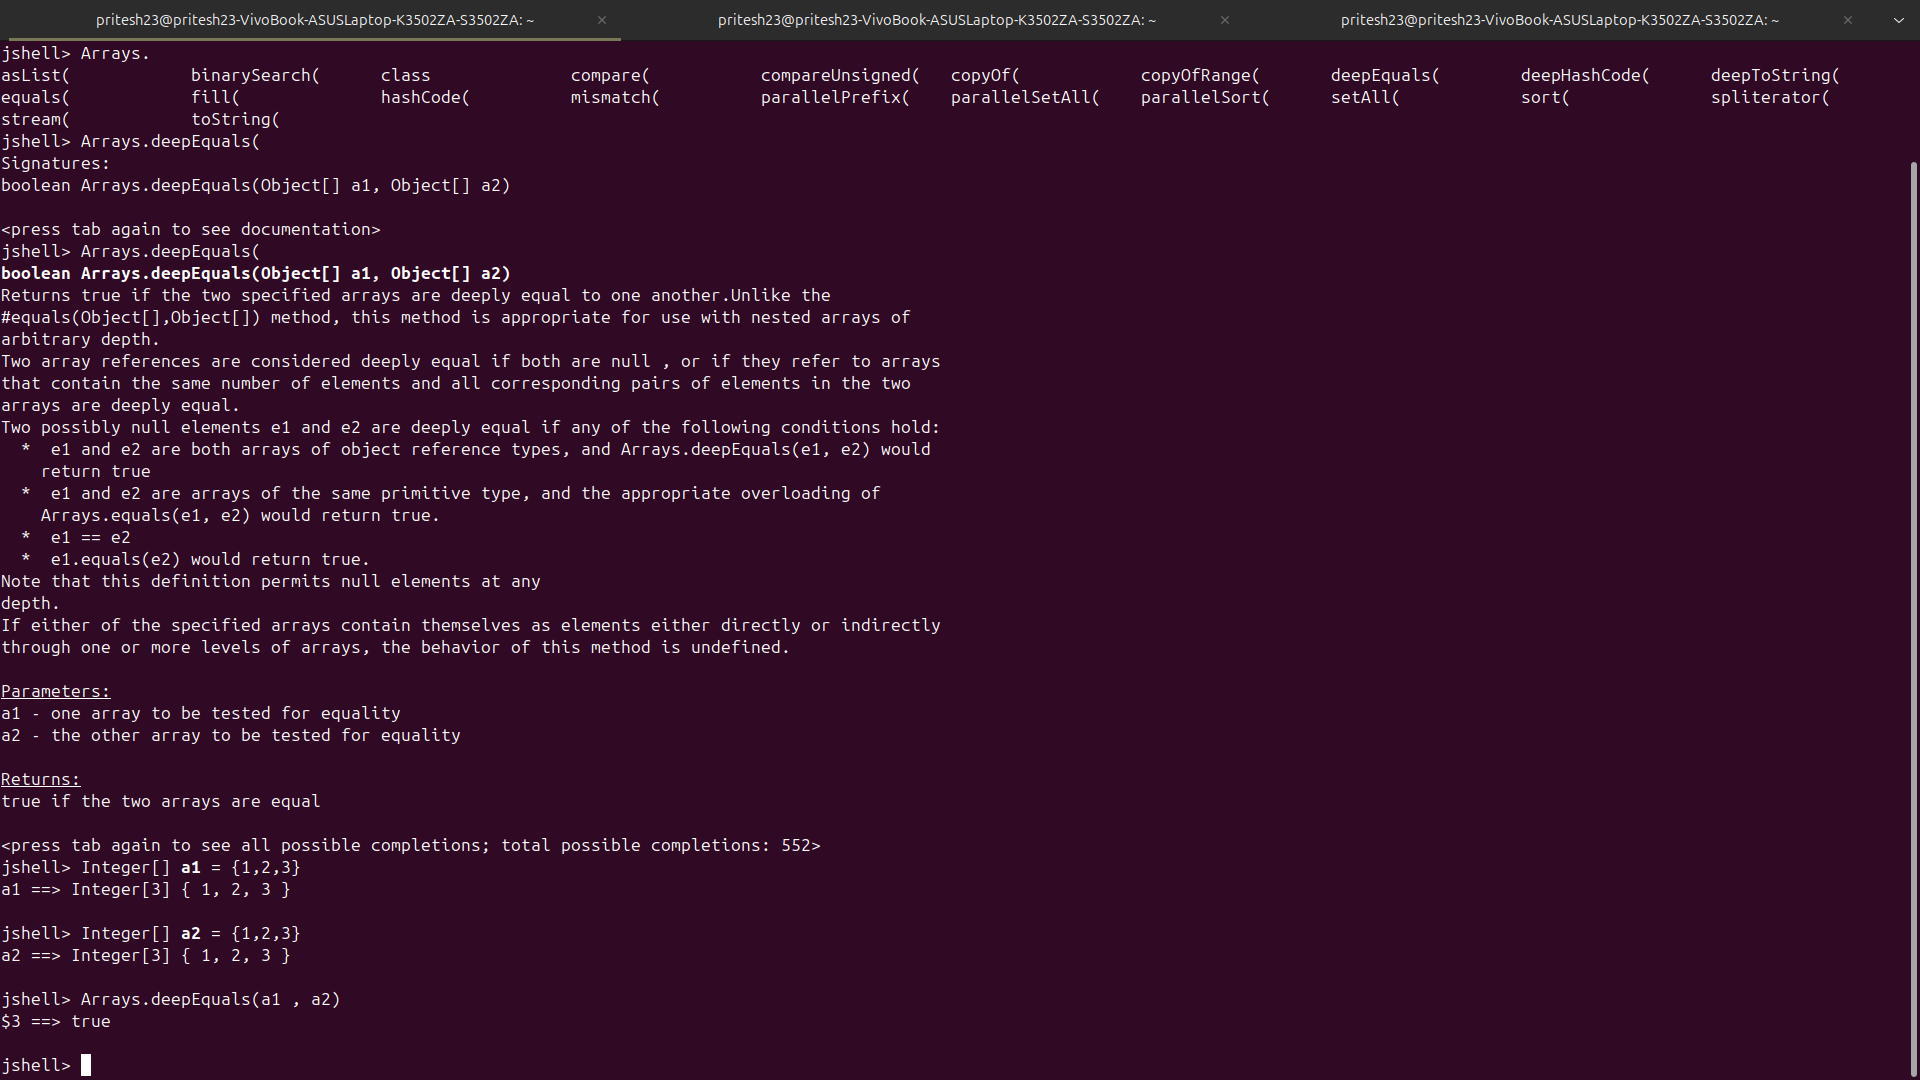 pritesh23@pritesh23-VivoBook-ASUSLaptop-K3502ZA-S3502ZA: ~ pritesh23@pritesh23-VivoBook-ASUSLaptop-K3502ZA-S3502ZA: ~ pritesh23@pritesh23-VivoBook-ASUSLaptop-K3502ZA-S3502ZA: ~
jshell> Arrays.
asList( binarySearch( class compare( compareUnsigned( copyOf( copyOfRange( deepEquals( deepHashCode( deepToString(
equals( fill( hashCode( mismatch( parallelPrefix( parallelSetAll( parallelSort( setAll( sort( spliterator(
stream( toString(
jshell> Arrays.deepEquals(
Signatures:
boolean Arrays.deepEquals(Object[] a1, Object[] a2)

<press tab again to see documentation>
jshell> Arrays.deepEquals(
boolean Arrays.deepEquals(Object[] a1, Object[] a2)
Returns true if the two specified arrays are deeply equal to one another.Unlike the
#equals(Object[],Object[]) method, this method is appropriate for use with nested arrays of
arbitrary depth.
Two array references are considered deeply equal if both are null , or if they refer to arrays
that contain the same number of elements and all corresponding pairs of elements in the two
arrays are deeply equal.
Two possibly null elements e1 and e2 are deeply equal if any of the following conditions hold:
  *  e1 and e2 are both arrays of object reference types, and Arrays.deepEquals(e1, e2) would
    return true
  *  e1 and e2 are arrays of the same primitive type, and the appropriate overloading of
    Arrays.equals(e1, e2) would return true.
  *  e1 == e2
  *  e1.equals(e2) would return true.
Note that this definition permits null elements at any
depth.
If either of the specified arrays contain themselves as elements either directly or indirectly
through one or more levels of arrays, the behavior of this method is undefined.

Parameters:
a1 - one array to be tested for equality
a2 - the other array to be tested for equality

Returns:
true if the two arrays are equal

<press tab again to see all possible completions; total possible completions: 552>
jshell> Integer[] a1 = {1,2,3}
a1 ==> Integer[3] { 1, 2, 3 }

jshell> Integer[] a2 = {1,2,3}
a2 ==> Integer[3] { 1, 2, 3 }

jshell> Arrays.deepEquals(a1 , a2)
$3 ==> true

jshell>